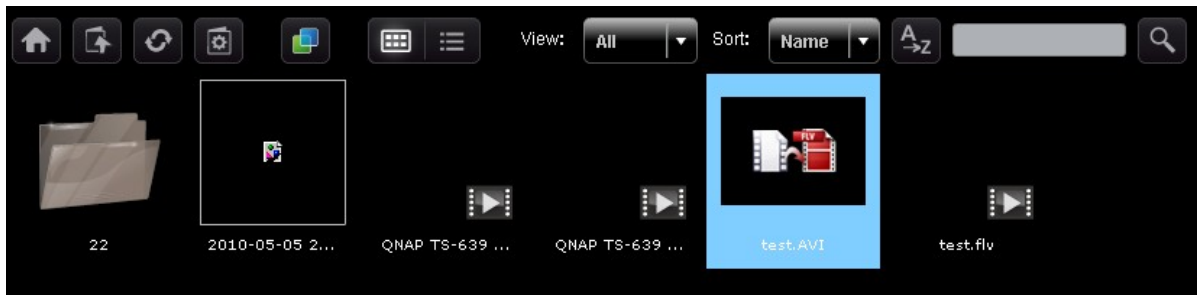 View: All Sort: Name A Z
FLV
22 2010-05-05 2... QNAP TS-639 ... QNAP TS-639 ... test.AVI test.flv